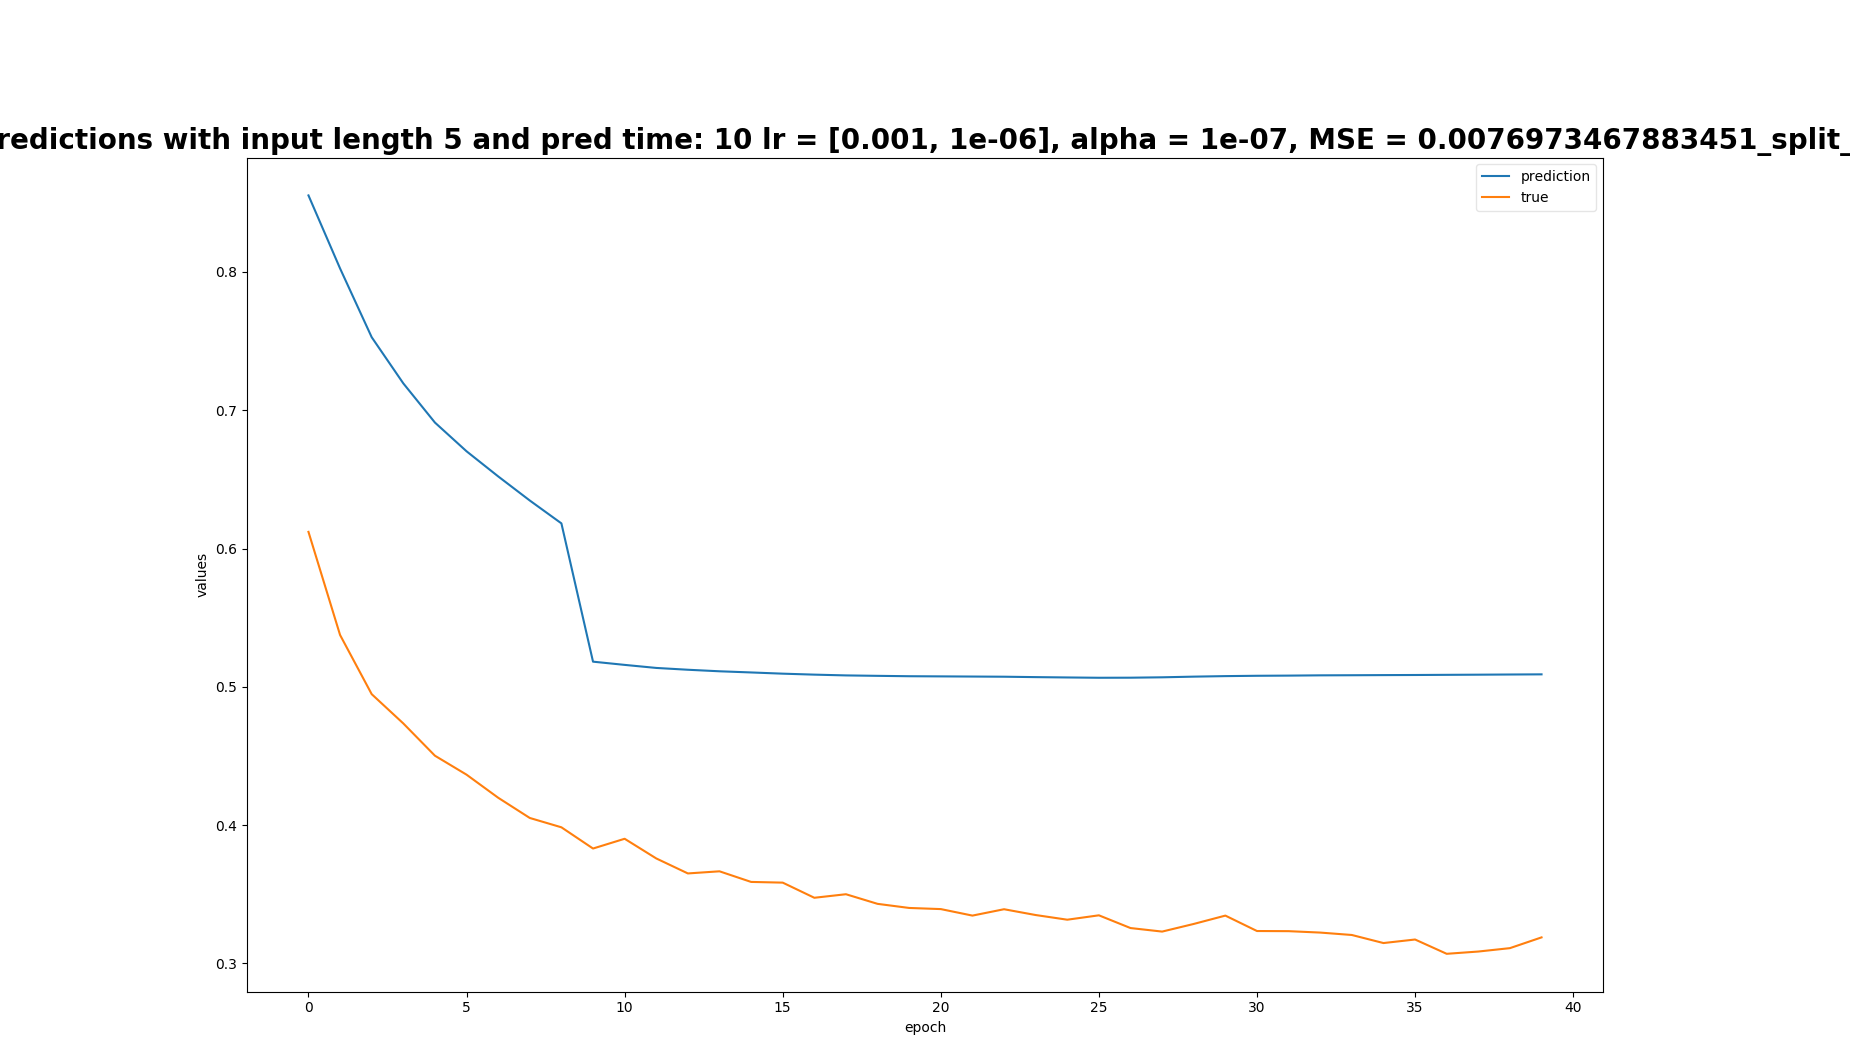 redictions with input length 5 and pred time: 10 lr = [0.001, 1e-06], alpha = 1e-07, MSE = 0.0076973467883451_split_
prediction
true
0.8
0.7
0.6
0.5
0.4
0.3
values
0 5 10 15 20 25 30 35 40
epoch